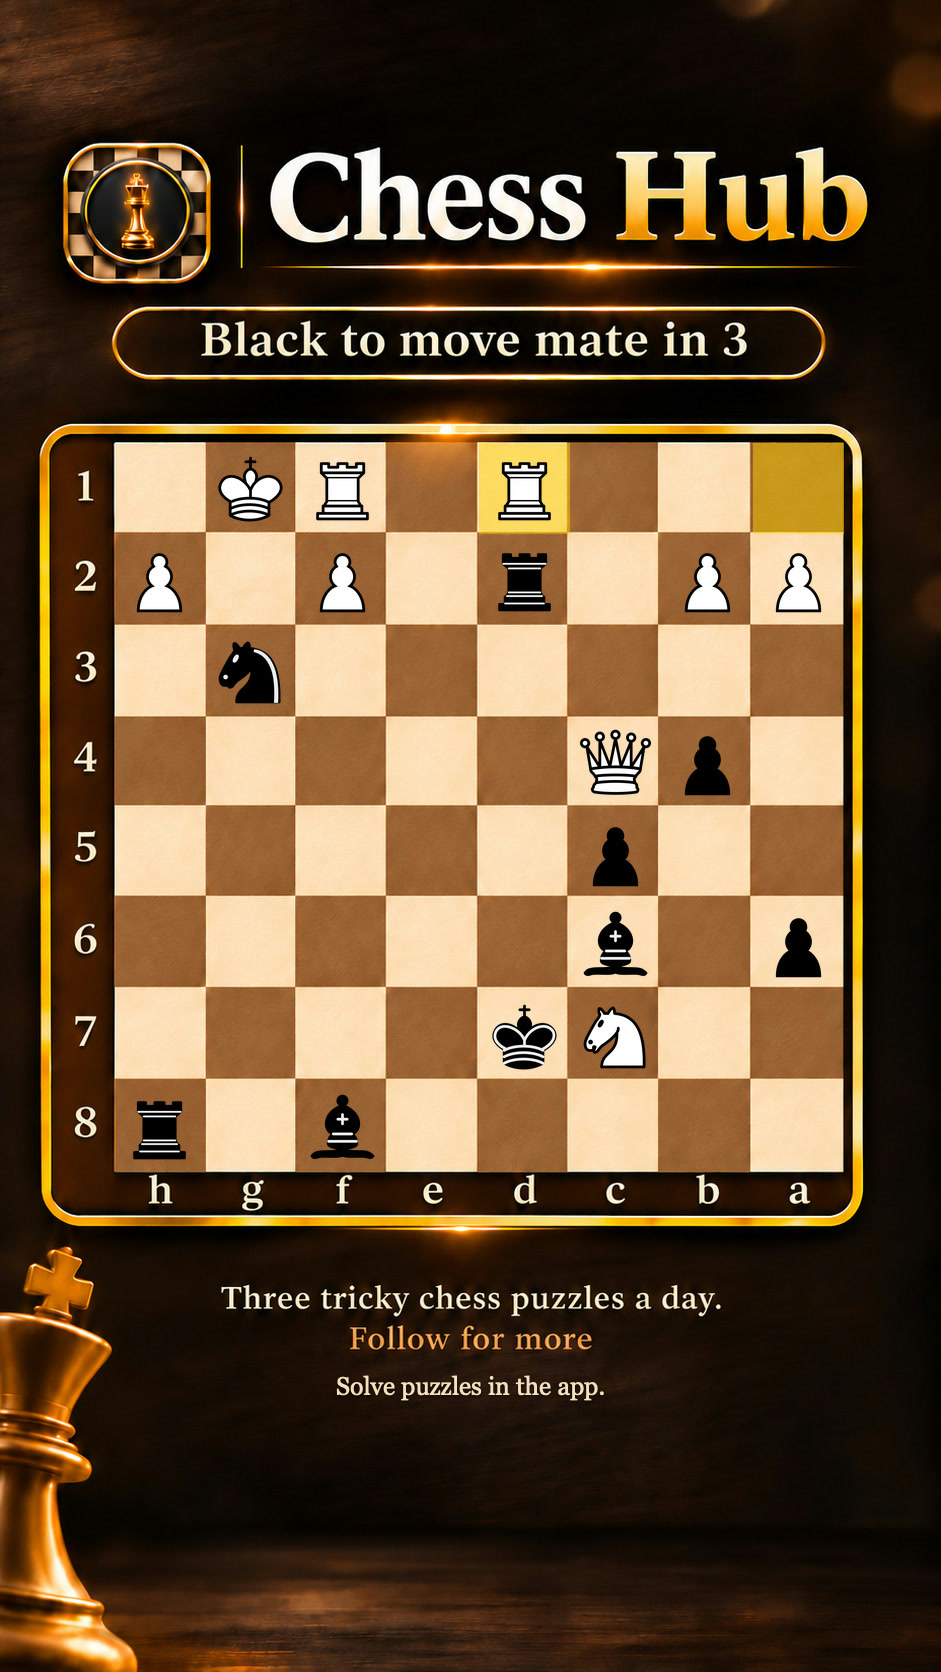 Chess Hub
Black to move mate in 3
1
2
3
4
5
6
7
8
h g f e d c b a
Three tricky chess puzzles a day.
Follow for more
Solve puzzles in the app.